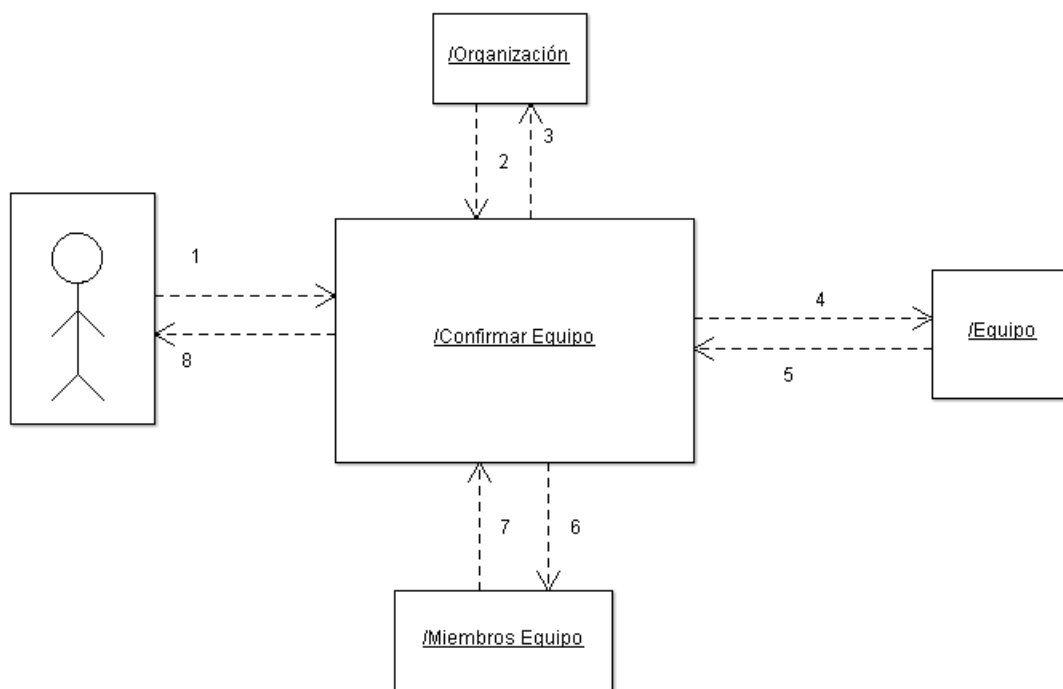 /Organización
2
3
1
8
/Confirmar Equipo
4
5
/Equipo
7
6
/Miembros Equipo